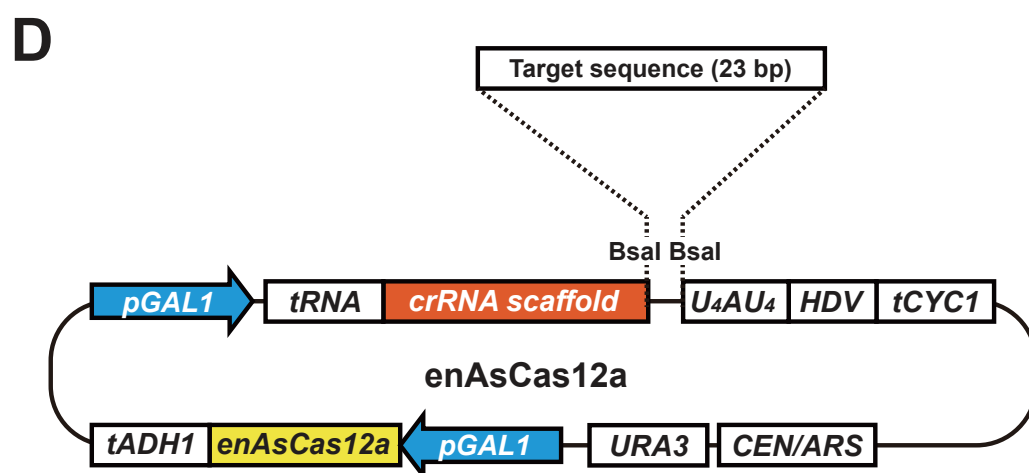 D
Target sequence (23 bp)
BsaI BsaI
pGAL1 tRNA crRNA scaffold U₄AU₄ HDV tCYC1
enAsCas12a
tADH1 enAsCas12a pGAL1 URA3 CEN/ARS